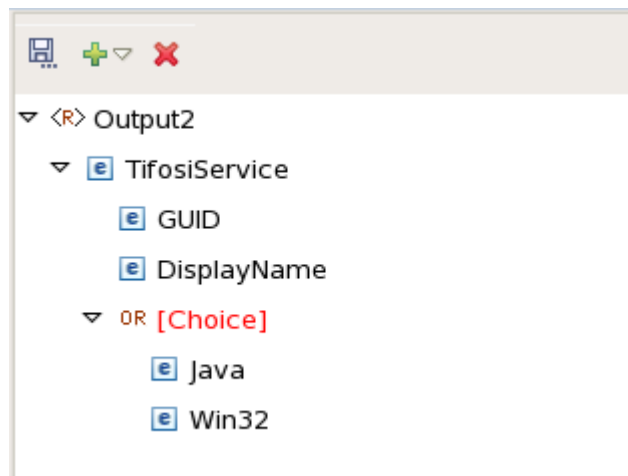 <R> Output2
e TifosiService
e GUID
e DisplayName
OR [Choice]
e Java
e Win32